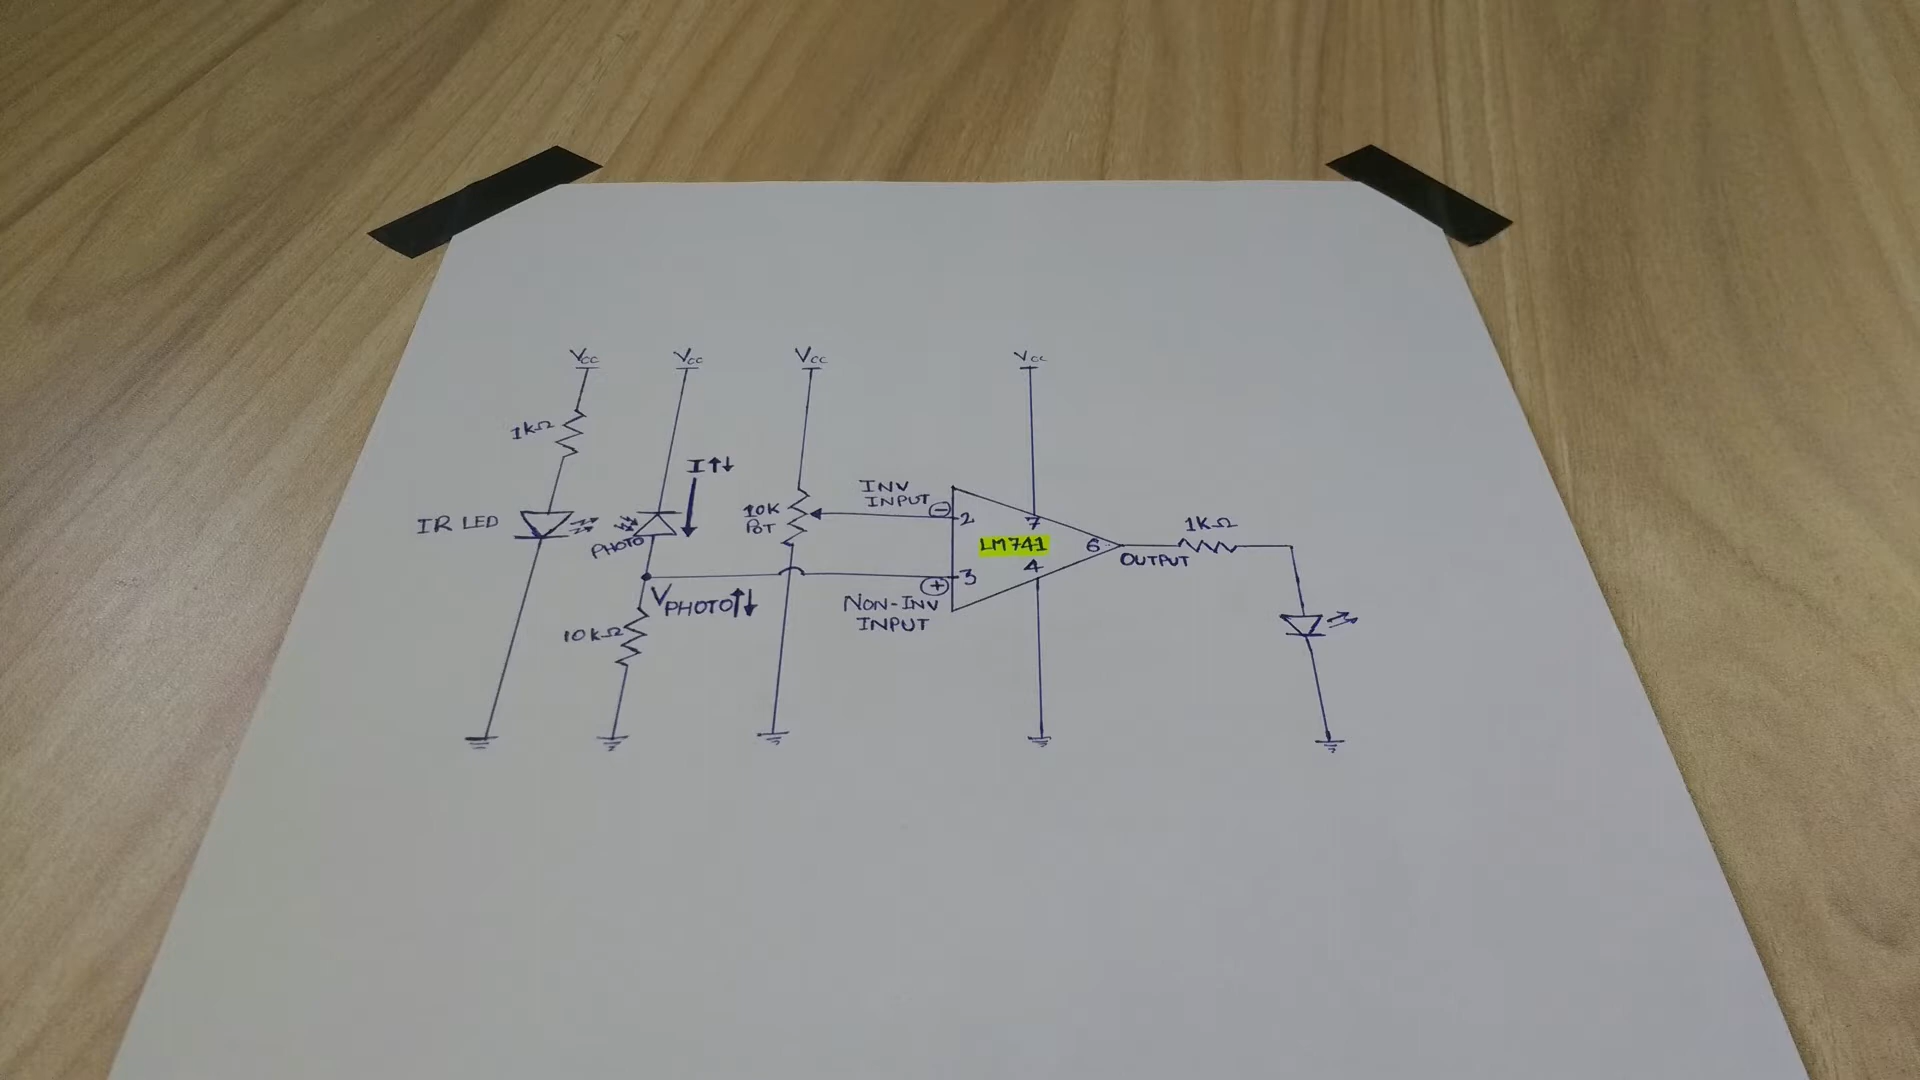 Vcc
Vcc
Vcc
Vcc
1kΩ
I↑↓
IR LED
PHOTO
10K
POT
INV
INPUT
−
2
7
LM741
6
4
3
+
OUTPUT
1KΩ
VPHOTO↑↓
NON-INV
INPUT
10kΩ